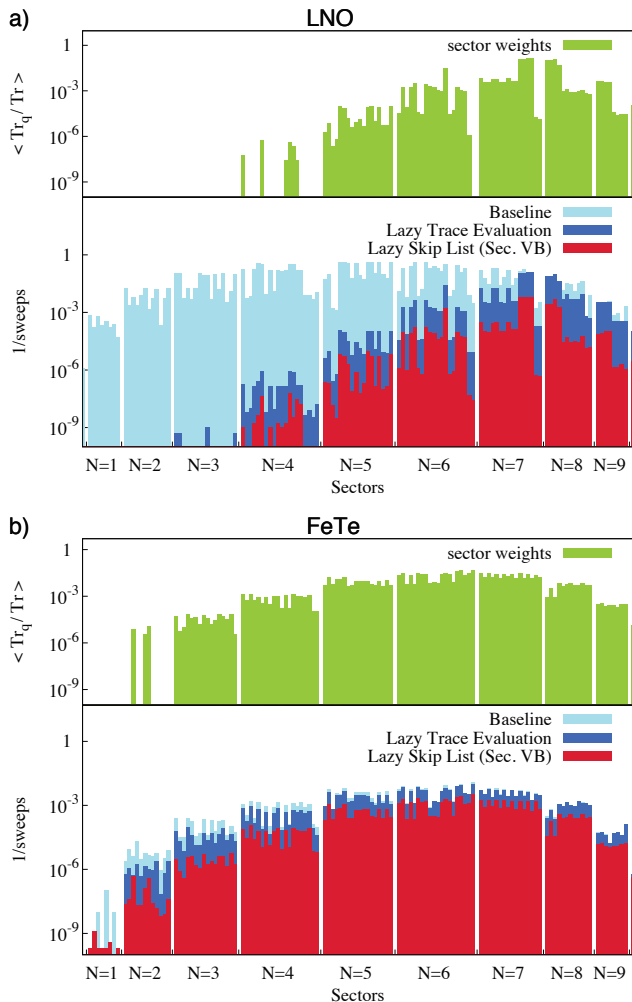 a) LNO
< Tr_q / Tr >
1
10^-3
10^-6
10^-9
sector weights
1/sweeps
1
10^-3
10^-6
10^-9
Baseline
Lazy Trace Evaluation
Lazy Skip List (Sec. VB)
N=1 N=2 N=3 N=4 N=5 N=6 N=7 N=8 N=9
Sectors
b) FeTe
< Tr_q / Tr >
1
10^-3
10^-6
10^-9
sector weights
1/sweeps
1
10^-3
10^-6
10^-9
Baseline
Lazy Trace Evaluation
Lazy Skip List (Sec. VB)
N=1 N=2 N=3 N=4 N=5 N=6 N=7 N=8 N=9
Sectors